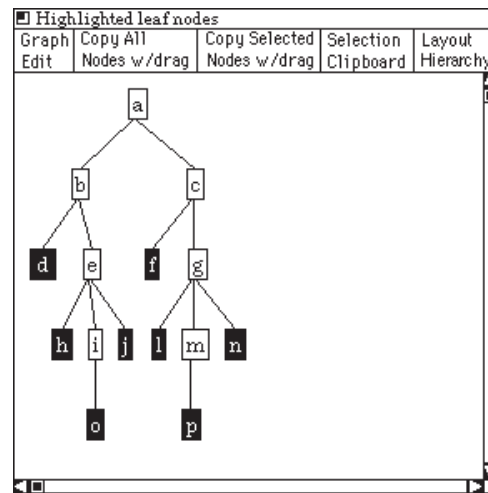 Highlighted leaf nodes
Graph Copy All Copy Selected Selection Layout
Edit Nodes w/drag Nodes w/drag Clipboard Hierarchy
a
b c
d e f g
h i j l m n
o p